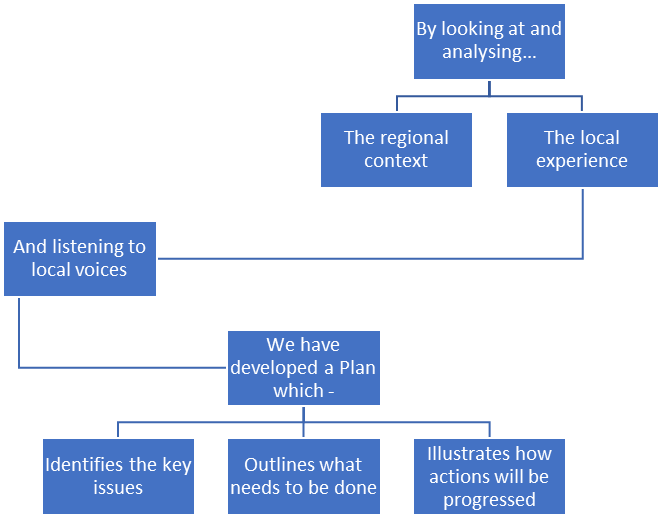 By looking at and
analysing...
The regional
context
The local
experience
And listening to
local voices
We have
developed a Plan
which -
Identifies the key
issues
Outlines what
needs to be done
Illustrates how
actions will be
progressed